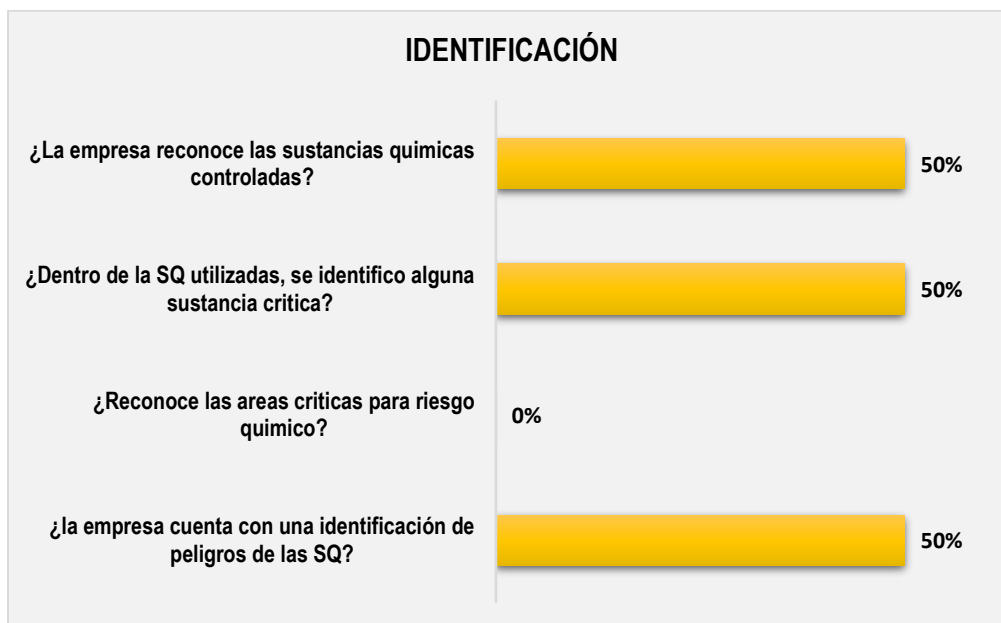 IDENTIFICACIÓN
¿La empresa reconoce las sustancias quimicas
controladas?
50%
¿Dentro de la SQ utilizadas, se identifico alguna
sustancia critica?
50%
¿Reconoce las areas criticas para riesgo
quimico?
0%
¿la empresa cuenta con una identificación de
peligros de las SQ?
50%